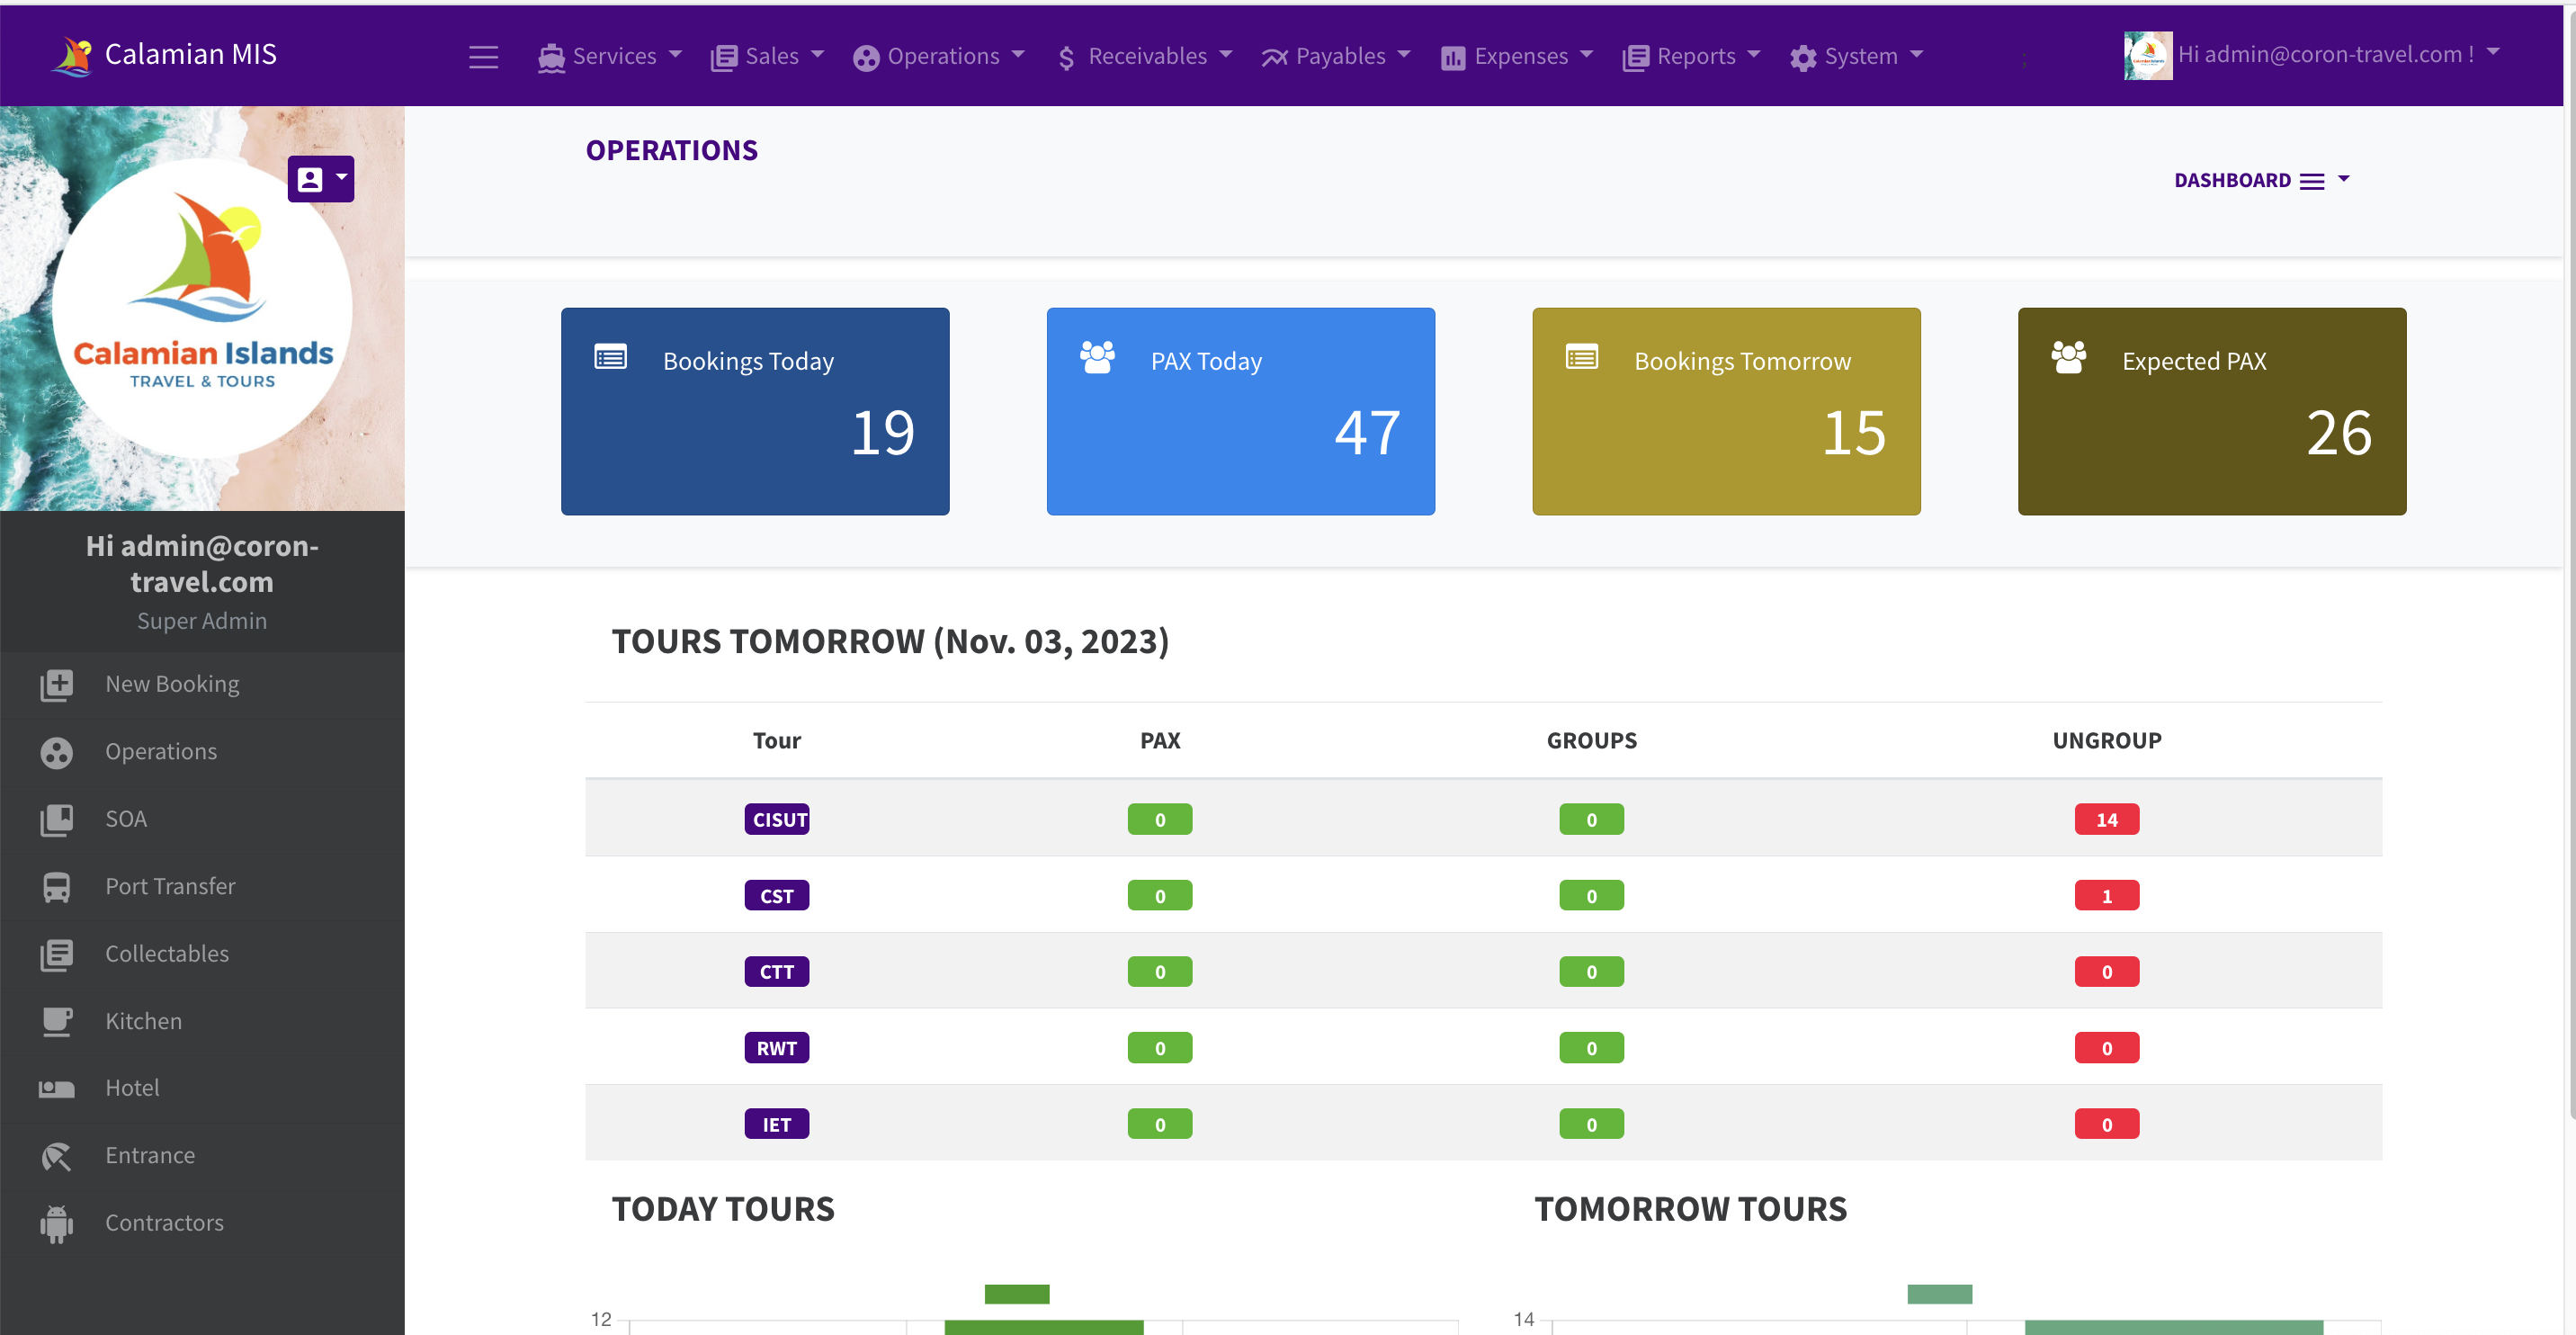 Calamian MIS
Services
Sales
Operations
Receivables
Payables
Expenses
Reports
System
;
Hi admin@coron-travel.com !
Calamian Islands
TRAVEL & TOURS
Hi admin@coron-
travel.com
Super Admin
New Booking
Operations
SOA
Port Transfer
Collectables
Kitchen
Hotel
Entrance
Contractors
OPERATIONS
DASHBOARD
Bookings Today
19
PAX Today
47
Bookings Tomorrow
15
Expected PAX
26
TOURS TOMORROW (Nov. 03, 2023)
Tour PAX GROUPS UNGROUP
CISUT 0 0 14
CST 0 0 1
CTT 0 0 0
RWT 0 0 0
IET 0 0 0
TODAY TOURS
12
TOMORROW TOURS
14